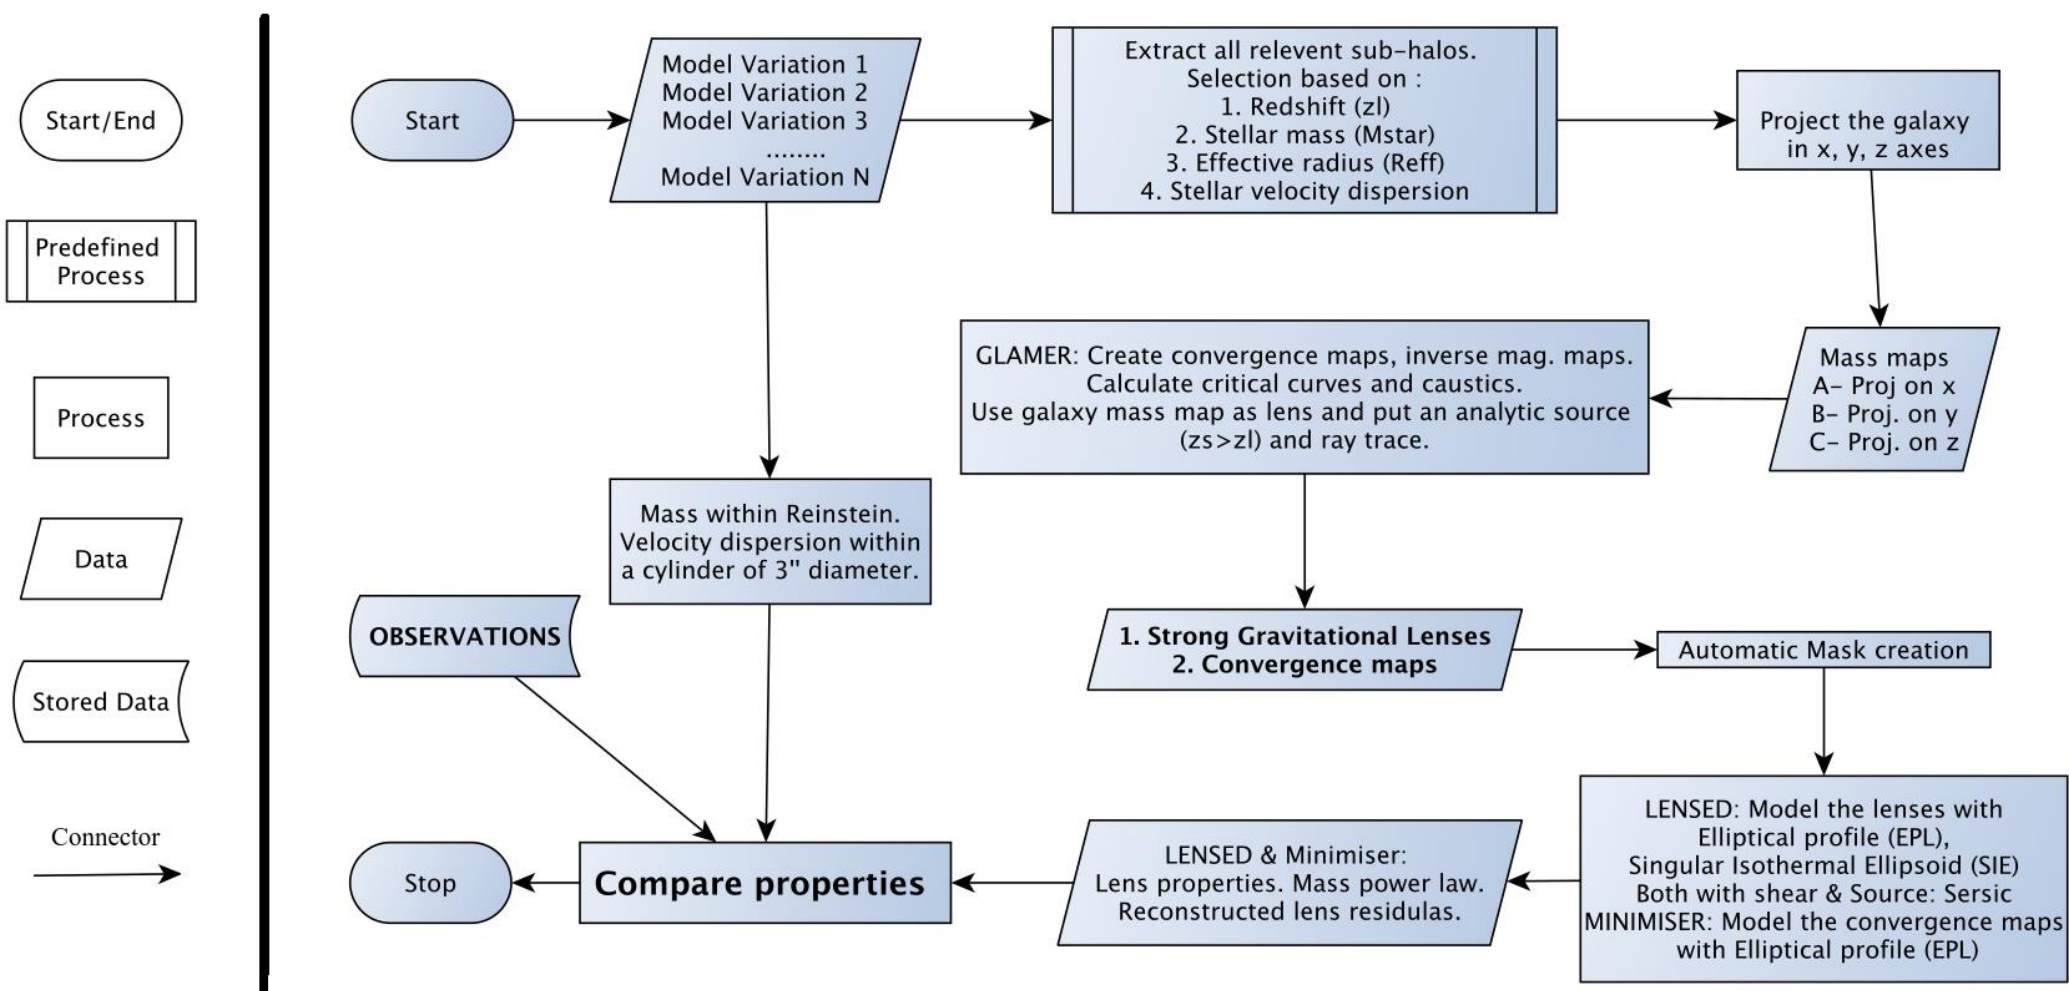 Start/End
Predefined
Process
Process
Data
Stored Data
Connector
Start
Model Variation 1
Model Variation 2
Model Variation 3
........
Model Variation N
Extract all relevent sub-halos.
Selection based on :
1. Redshift (zl)
2. Stellar mass (Mstar)
3. Effective radius (Reff)
4. Stellar velocity dispersion
Project the galaxy
in x, y, z axes
Mass maps
A- Proj on x
B- Proj. on y
C- Proj. on z
GLAMER: Create convergence maps, inverse mag. maps.
Calculate critical curves and caustics.
Use galaxy mass map as lens and put an analytic source
(zs>zl) and ray trace.
Mass within Reinstein.
Velocity dispersion within
a cylinder of 3" diameter.
OBSERVATIONS
1. Strong Gravitational Lenses
2. Convergence maps
Automatic Mask creation
LENSED: Model the lenses with
Elliptical profile (EPL),
Singular Isothermal Ellipsoid (SIE)
Both with shear & Source: Sersic
MINIMISER: Model the convergence maps
with Elliptical profile (EPL)
LENSED & Minimiser:
Lens properties. Mass power law.
Reconstructed lens residulas.
Compare properties
Stop